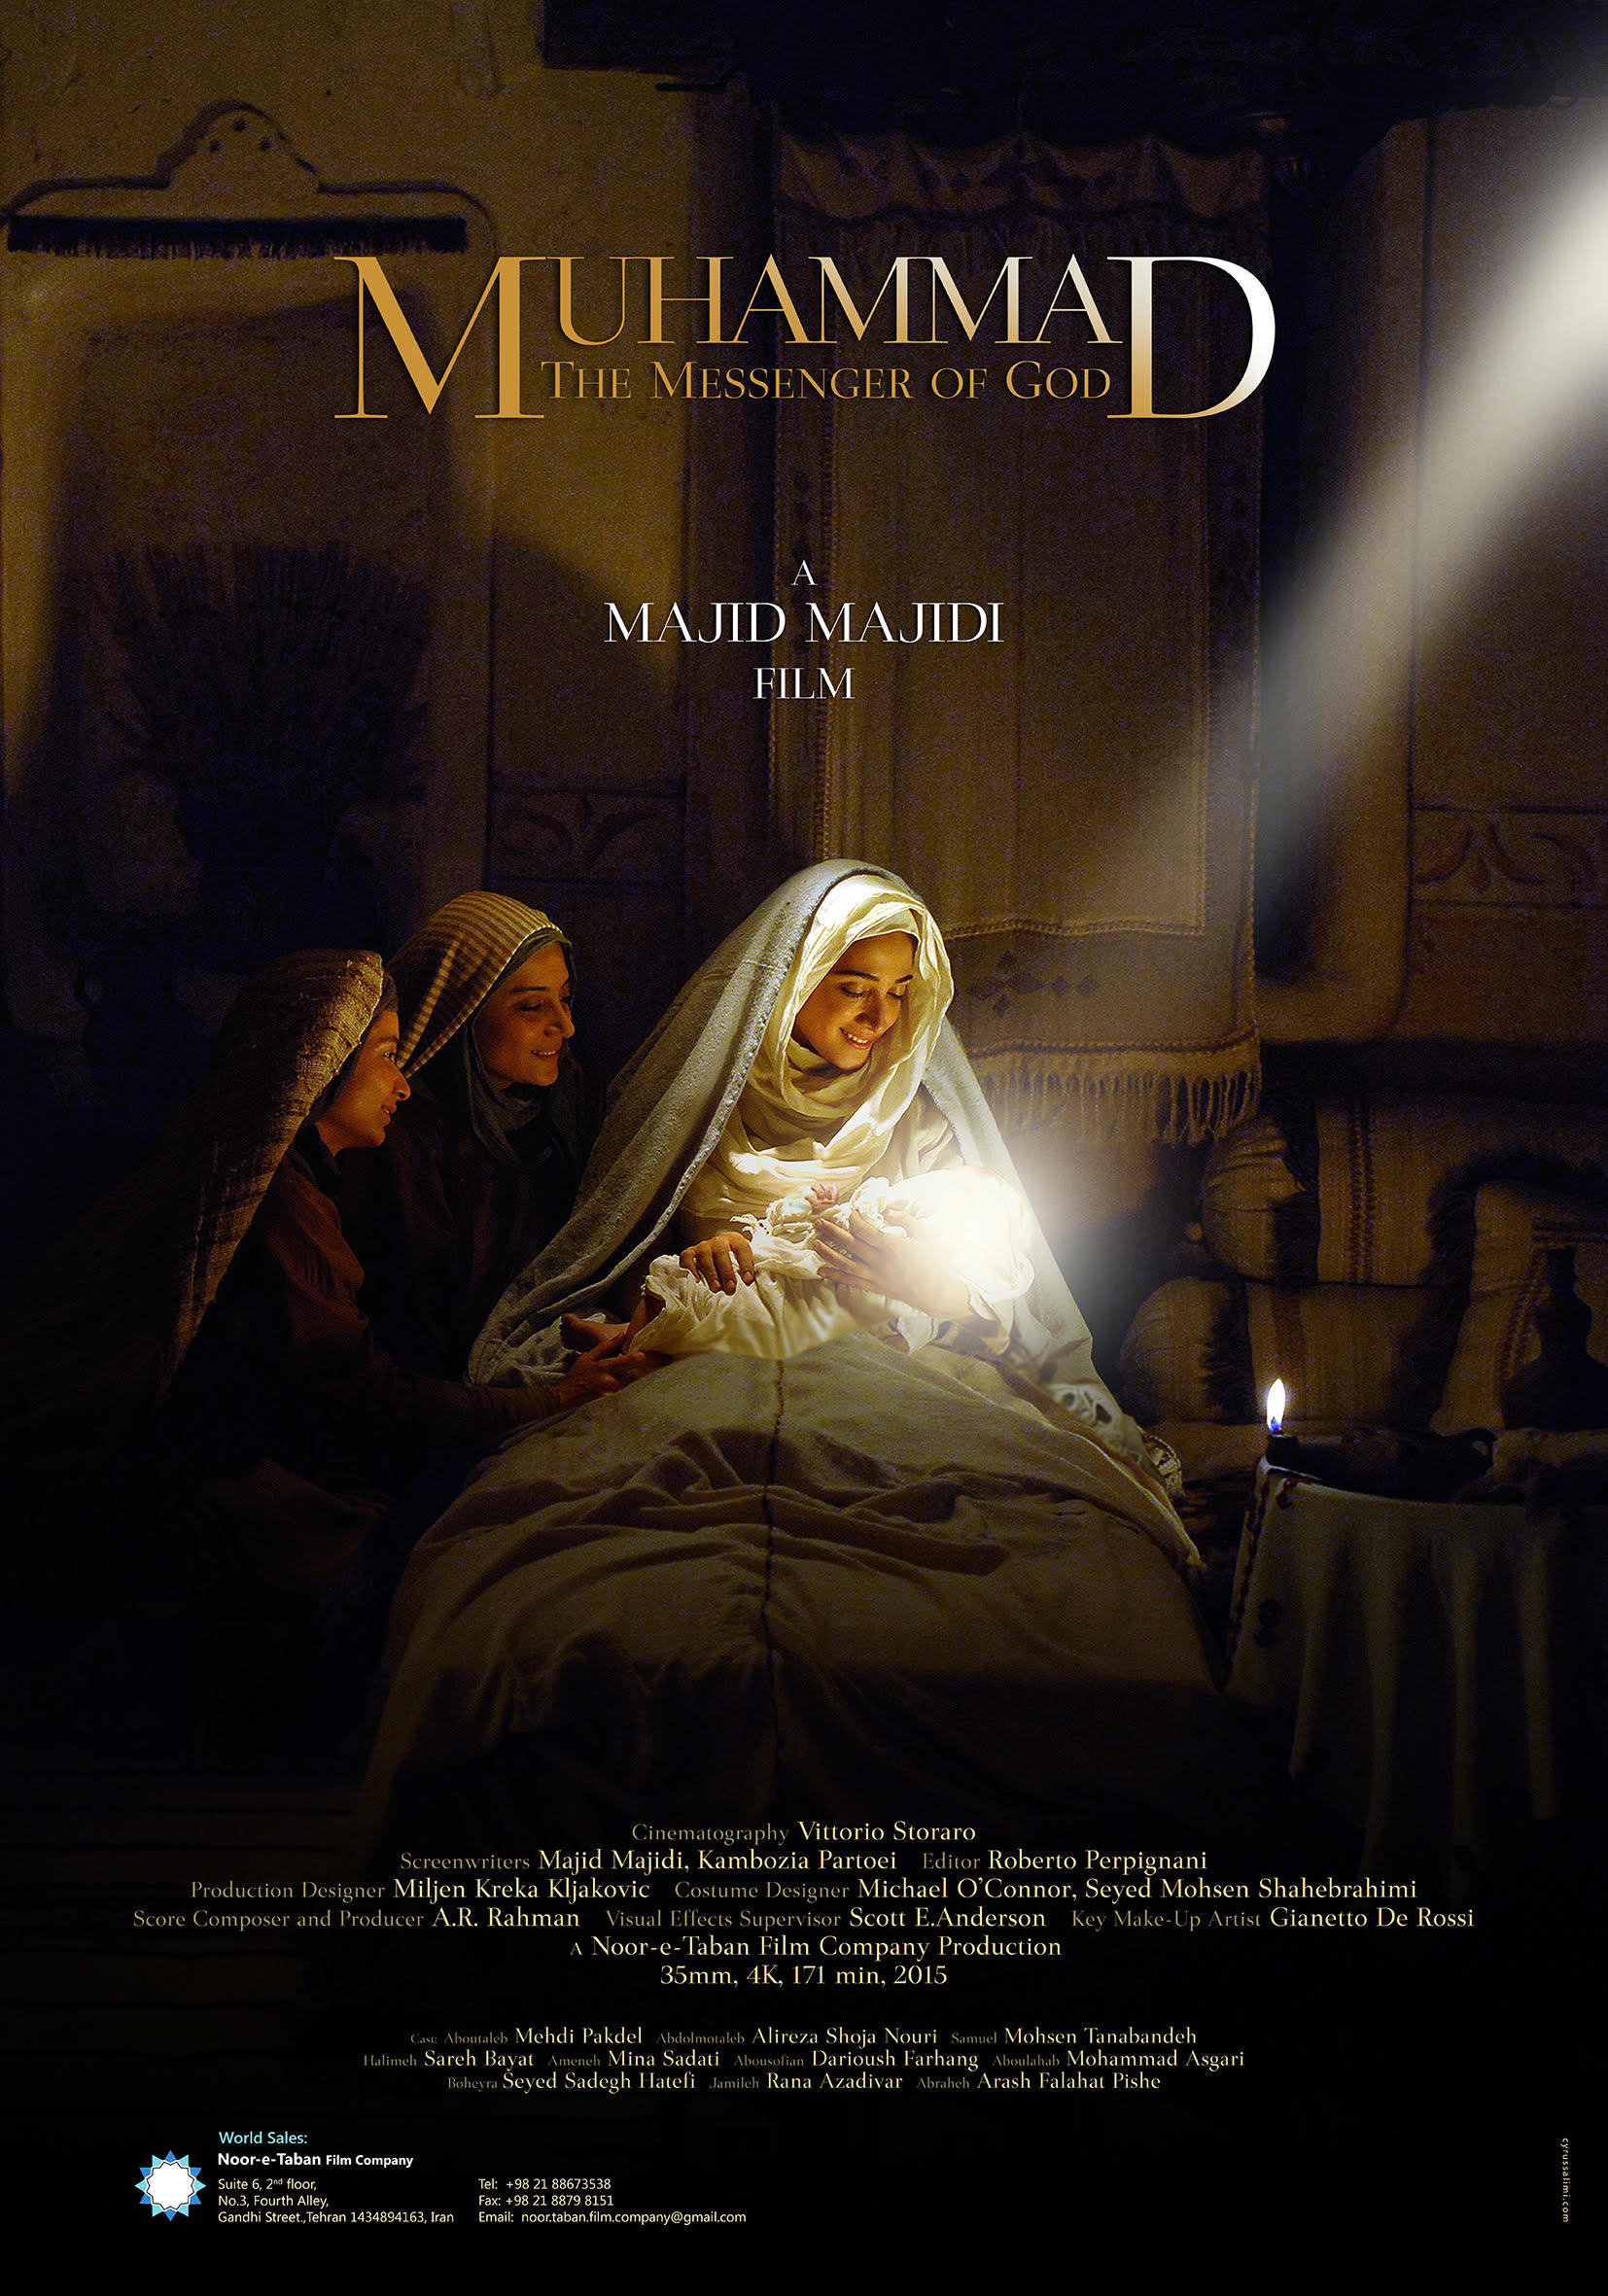 MUHAMMAD
THE MESSENGER OF GOD
A
MAJID MAJIDI
FILM
Cinematography Vittorio Storaro
Screenwriters Majid Majidi, Kambozia Partoei Editor Roberto Perpignani
Production Designer Miljen Kreka Kljakovic Costume Designer Michael O'Connor, Seyed Mohsen Shahebrahimi
Score Composer and Producer A.R. Rahman Visual Effects Supervisor Scott E.Anderson Key Make-Up Artist Gianetto De Rossi
A Noor-e-Taban Film Company Production
35mm, 4K, 171 min, 2015
Cast: Aboutaleb Mehdi Pakdel Abdolmotaleb Alireza Shoja Nouri Samuel Mohsen Tanabandeh
Halimeh Sareh Bayat Ameneh Mina Sadati Abousofian Darioush Farhang Aboulahab Mohammad Asgari
Boheyra Seyed Sadegh Hatefi Jamileh Rana Azadivar Abraheh Arash Falahat Pishe
World Sales:
Noor-e-Taban Film Company
Suite 6, 2nd floor,
No.3, Fourth Alley,
Gandhi Street.,Tehran 1434894163, Iran
Tel: +98 21 88673538
Fax: +98 21 8879 8151
Email: noor.taban.film.company@gmail.com
cyrussalimi.com